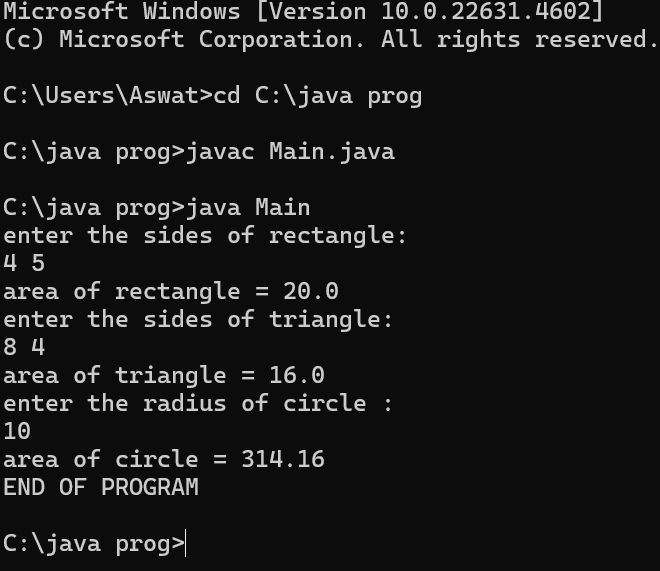 Microsoft Windows [Version 10.0.22631.4602]
(c) Microsoft Corporation. All rights reserved.
C:\Users\Aswat>cd C:\java prog
C:\java prog>javac Main.java
C:\java prog>java Main
enter the sides of rectangle:
4 5
area of rectangle = 20.0
enter the sides of triangle:
8 4
area of triangle = 16.0
enter the radius of circle :
10
area of circle = 314.16
END OF PROGRAM
C:\java prog>